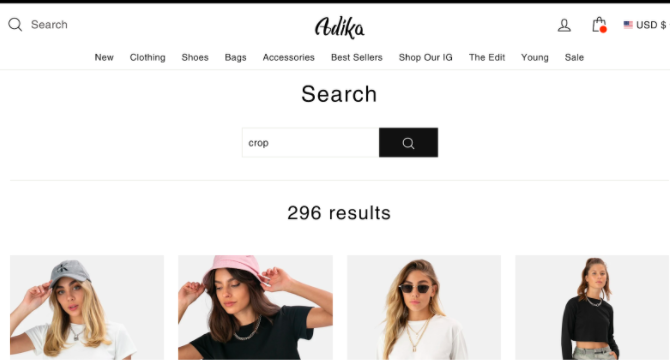 Search
Adika
USD $
New Clothing Shoes Bags Accessories Best Sellers Shop Our IG The Edit Young Sale
Search
crop
296 results